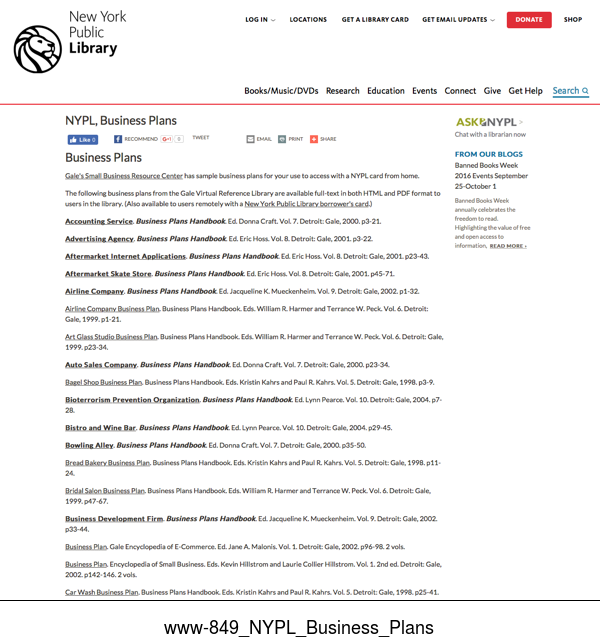 New York
Public
Library
LOG IN
LOCATIONS
GET A LIBRARY CARD
GET EMAIL UPDATES
DONATE
SHOP
Books/Music/DVDs Research Education Events Connect Give Get Help Search
NYPL, Business Plans
Like 0
RECOMMEND
G+1 0
TWEET
EMAIL
PRINT
SHARE
Business Plans
Gale's Small Business Resource Center has sample business plans for your use to access with a NYPL card from home.
The following business plans from the Gale Virtual Reference Library are available full-text in both HTML and PDF format to
users in the library. (Also available to users remotely with a New York Public Library borrower's card.)
Accounting Service. Business Plans Handbook. Ed. Donna Craft. Vol. 7. Detroit: Gale, 2000. p3-21.
Advertising Agency. Business Plans Handbook. Ed. Eric Hoss. Vol. 8. Detroit: Gale, 2001. p3-22.
Aftermarket Internet Applications. Business Plans Handbook. Ed. Eric Hoss. Vol. 8. Detroit: Gale, 2001. p23-43.
Aftermarket Skate Store. Business Plans Handbook. Ed. Eric Hoss. Vol. 8. Detroit: Gale, 2001. p45-71.
Airline Company. Business Plans Handbook. Ed. Jacqueline K. Mueckenheim. Vol. 9. Detroit: Gale, 2002. p1-32.
Airline Company Business Plan. Business Plans Handbook. Eds. William R. Harmer and Terrance W. Peck. Vol. 6. Detroit:
Gale, 1999. p1-21.
Art Glass Studio Business Plan. Business Plans Handbook. Eds. William R. Harmer and Terrance W. Peck. Vol. 6. Detroit: Gale,
1999. p23-34.
Auto Sales Company. Business Plans Handbook. Ed. Donna Craft. Vol. 7. Detroit: Gale, 2000. p23-34.
Bagel Shop Business Plan. Business Plans Handbook. Eds. Kristin Kahrs and Paul R. Kahrs. Vol. 5. Detroit: Gale, 1998. p3-9.
Bioterrorism Prevention Organization. Business Plans Handbook. Ed. Lynn Pearce. Vol. 10. Detroit: Gale, 2004. p7-
28.
Bistro and Wine Bar. Business Plans Handbook. Ed. Lynn Pearce. Vol. 10. Detroit: Gale, 2004. p29-45.
Bowling Alley. Business Plans Handbook. Ed. Donna Craft. Vol. 7. Detroit: Gale, 2000. p35-50.
Bread Bakery Business Plan. Business Plans Handbook. Eds. Kristin Kahrs and Paul R. Kahrs. Vol. 5. Detroit: Gale, 1998. p11-
24.
Bridal Salon Business Plan. Business Plans Handbook. Eds. William R. Harmer and Terrance W. Peck. Vol. 6. Detroit: Gale,
1999. p47-67.
Business Development Firm. Business Plans Handbook. Ed. Jacqueline K. Mueckenheim. Vol. 9. Detroit: Gale, 2002.
p33-44.
Business Plan. Gale Encyclopedia of E-Commerce. Ed. Jane A. Malonis. Vol. 1. Detroit: Gale, 2002. p96-98. 2 vols.
Business Plan. Encyclopedia of Small Business. Eds. Kevin Hillstrom and Laurie Collier Hillstrom. Vol. 1. 2nd ed. Detroit: Gale,
2002. p142-146. 2 vols.
Car Wash Business Plan. Business Plans Handbook. Eds. Kristin Kahrs and Paul R. Kahrs. Vol. 5. Detroit: Gale, 1998. p25-41.
ASK NYPL >
Chat with a librarian now
FROM OUR BLOGS
Banned Books Week
2016 Events September
25-October 1
Banned Books Week
annually celebrates the
freedom to read.
Highlighting the value of free
and open access to
information, READ MORE ›
www-849_NYPL_Business_Plans